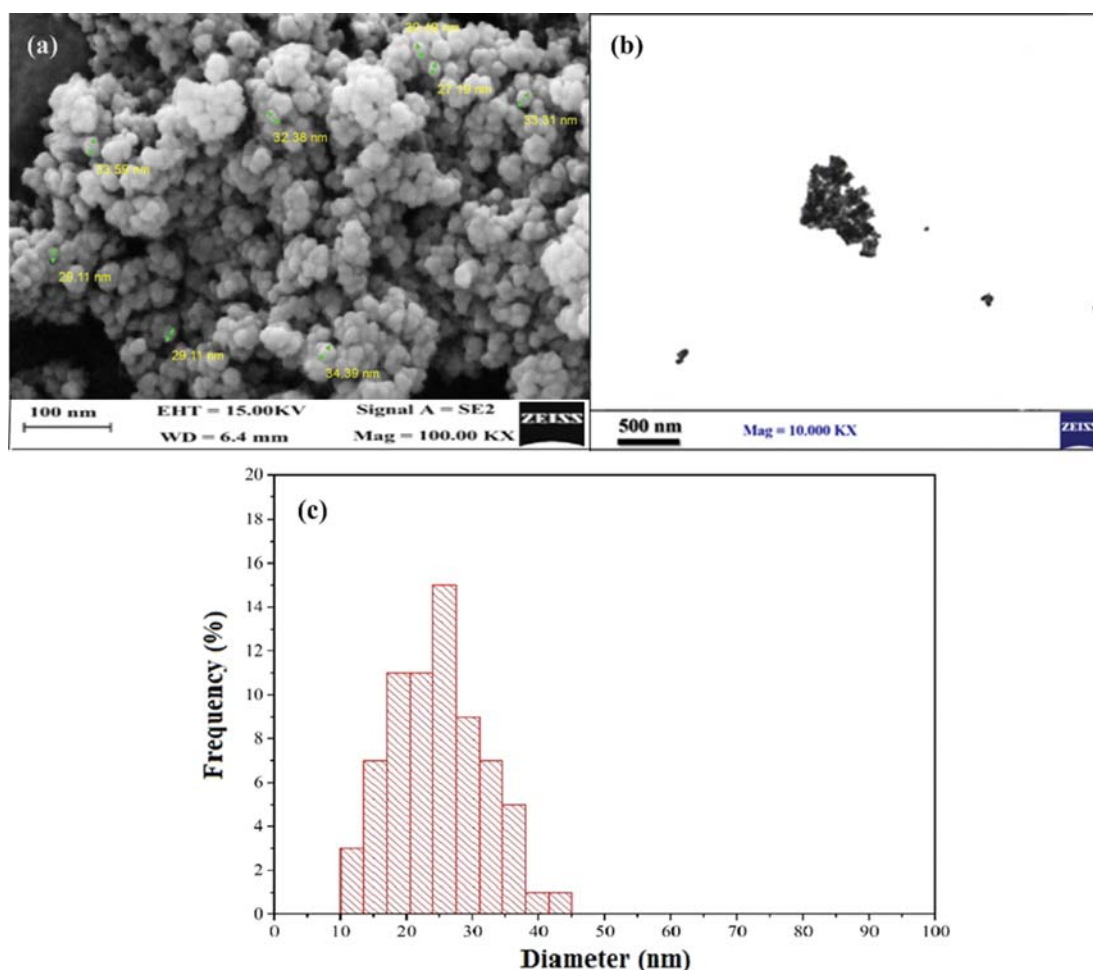 (a)
27.19 nm
33.31 nm
32.38 nm
33.59 nm
29.11 nm
29.11 nm
34.39 nm
100 nm
EHT = 15.00KV
Signal A = SE2
WD = 6.4 mm
Mag = 100.00 KX
ZEISS
(b)
500 nm
Mag = 10.000 KX
ZEISS
(c)
Frequency (%)
20
18
16
14
12
10
8
6
4
2
0
0 10 20 30 40 50 60 70 80 90 100
Diameter (nm)